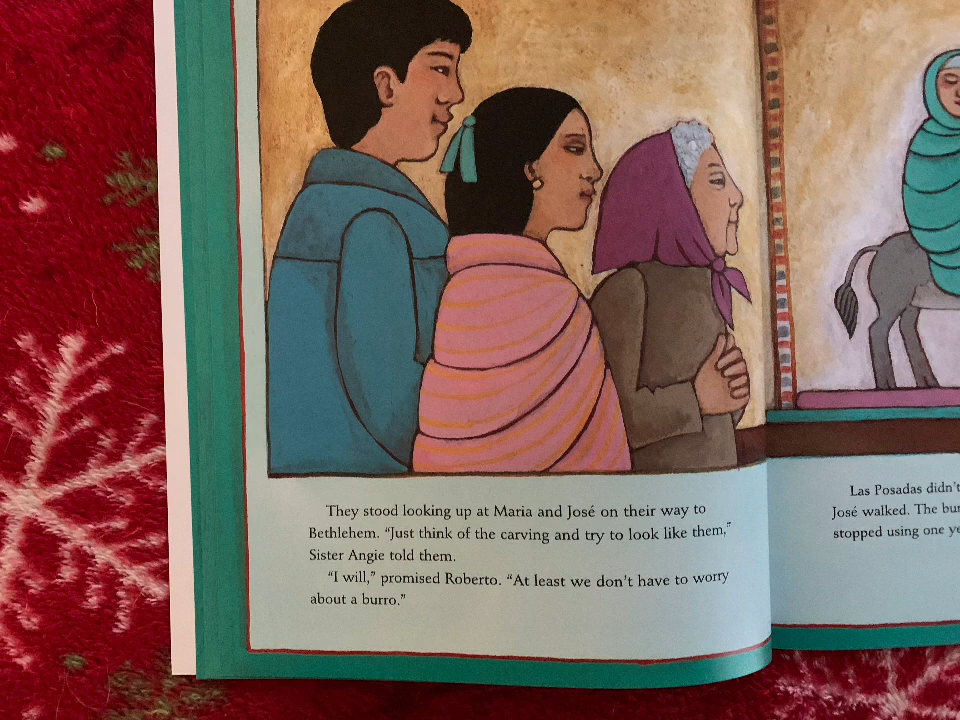 They stood looking up at Maria and José on their way to
Bethlehem. “Just think of the carving and try to look like them,”
Sister Angie told them.
“I will,” promised Roberto. “At least we don’t have to worry
about a burro.”
Las Posadas didn’t
José walked. The
stopped using one